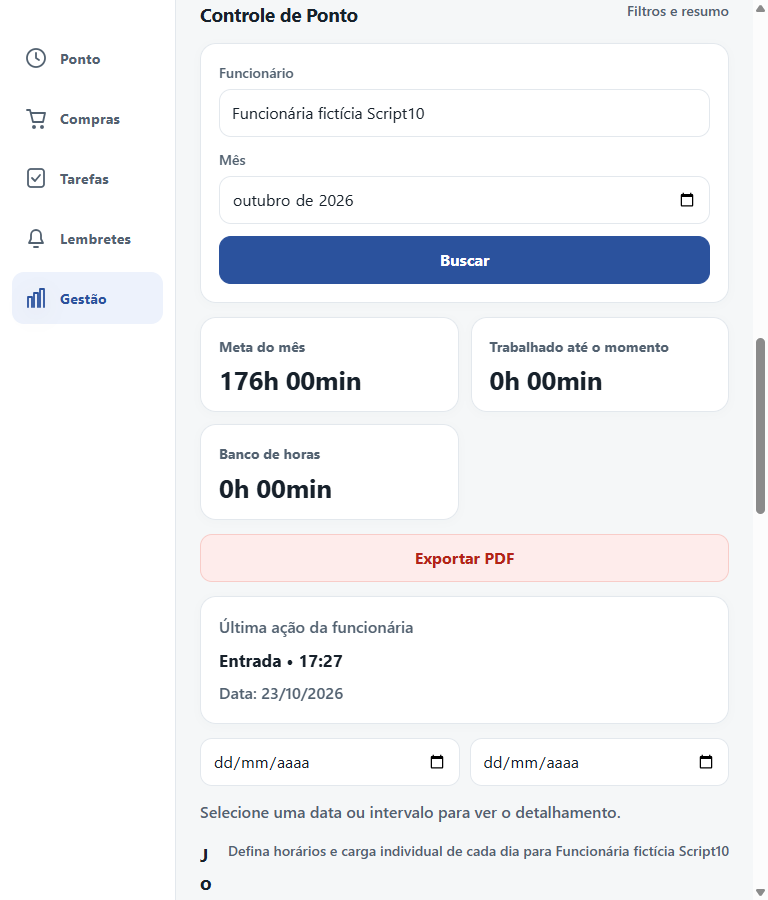 Ponto
Compras
Tarefas
Lembretes
Gestão
Controle de Ponto
Filtros e resumo
Funcionário
Funcionária fictícia Script10
Mês
outubro de 2026
Buscar
Meta do mês
176h 00min
Trabalhado até o momento
0h 00min
Banco de horas
0h 00min
Exportar PDF
Última ação da funcionária
Entrada • 17:27
Data: 23/10/2026
dd/mm/aaaa
dd/mm/aaaa
Selecione uma data ou intervalo para ver o detalhamento.
J
o
Defina horários e carga individual de cada dia para Funcionária fictícia Script10